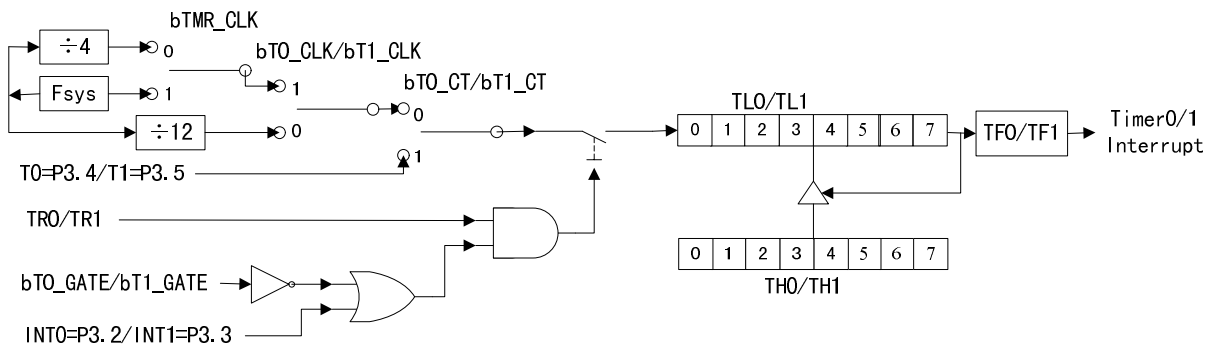 bTMR_CLK
÷4
0
bT0_CLK/bT1_CLK
Fsys
1
1
bT0_CT/bT1_CT
÷12
0
0
1
T0=P3.4/T1=P3.5
TL0/TL1
0 1 2 3 4 5 6 7
TF0/TF1
Timer0/1
Interrupt
TR0/TR1
0 1 2 3 4 5 6 7
TH0/TH1
bT0_GATE/bT1_GATE
INT0=P3.2/INT1=P3.3